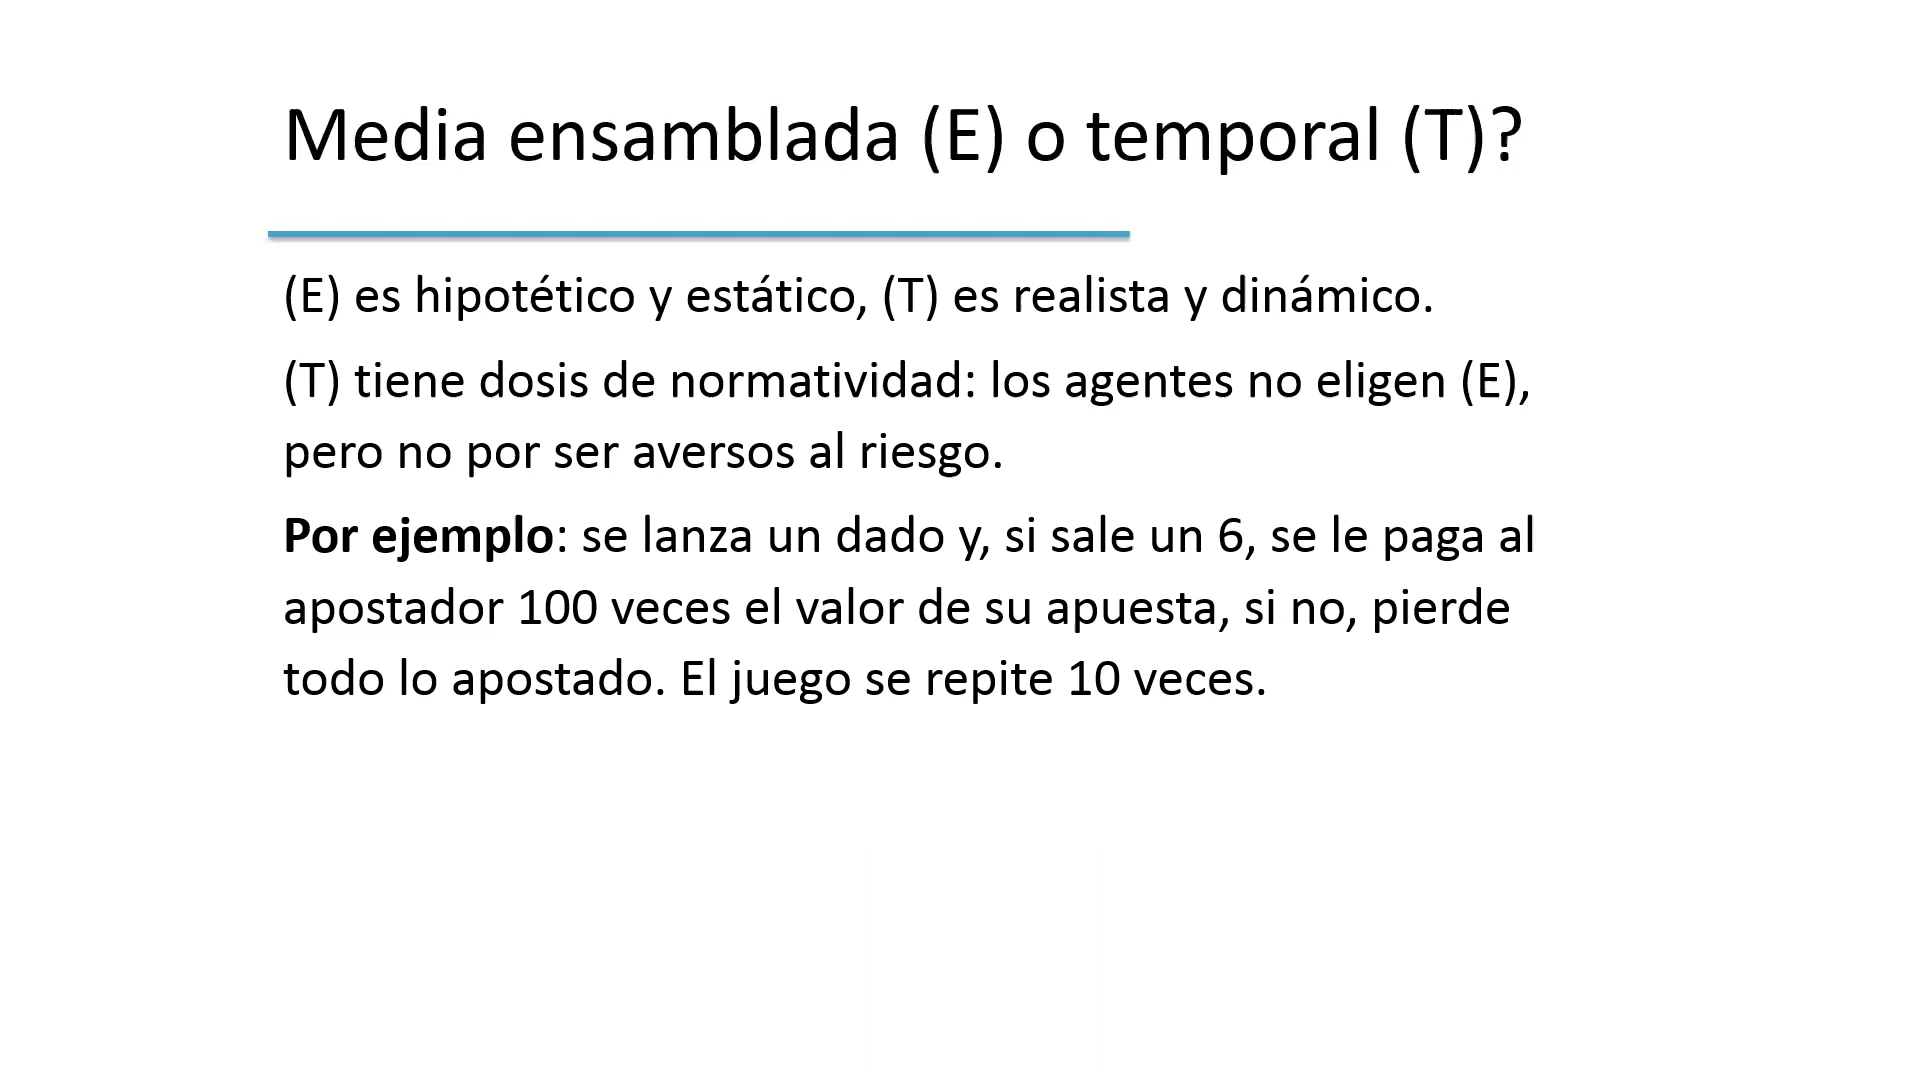 Media ensamblada (E) o temporal (T)?
(E) es hipotético y estático, (T) es realista y dinámico.
(T) tiene dosis de normatividad: los agentes no eligen (E),
pero no por ser aversos al riesgo.
Por ejemplo: se lanza un dado y, si sale un 6, se le paga al
apostador 100 veces el valor de su apuesta, si no, pierde
todo lo apostado. El juego se repite 10 veces.